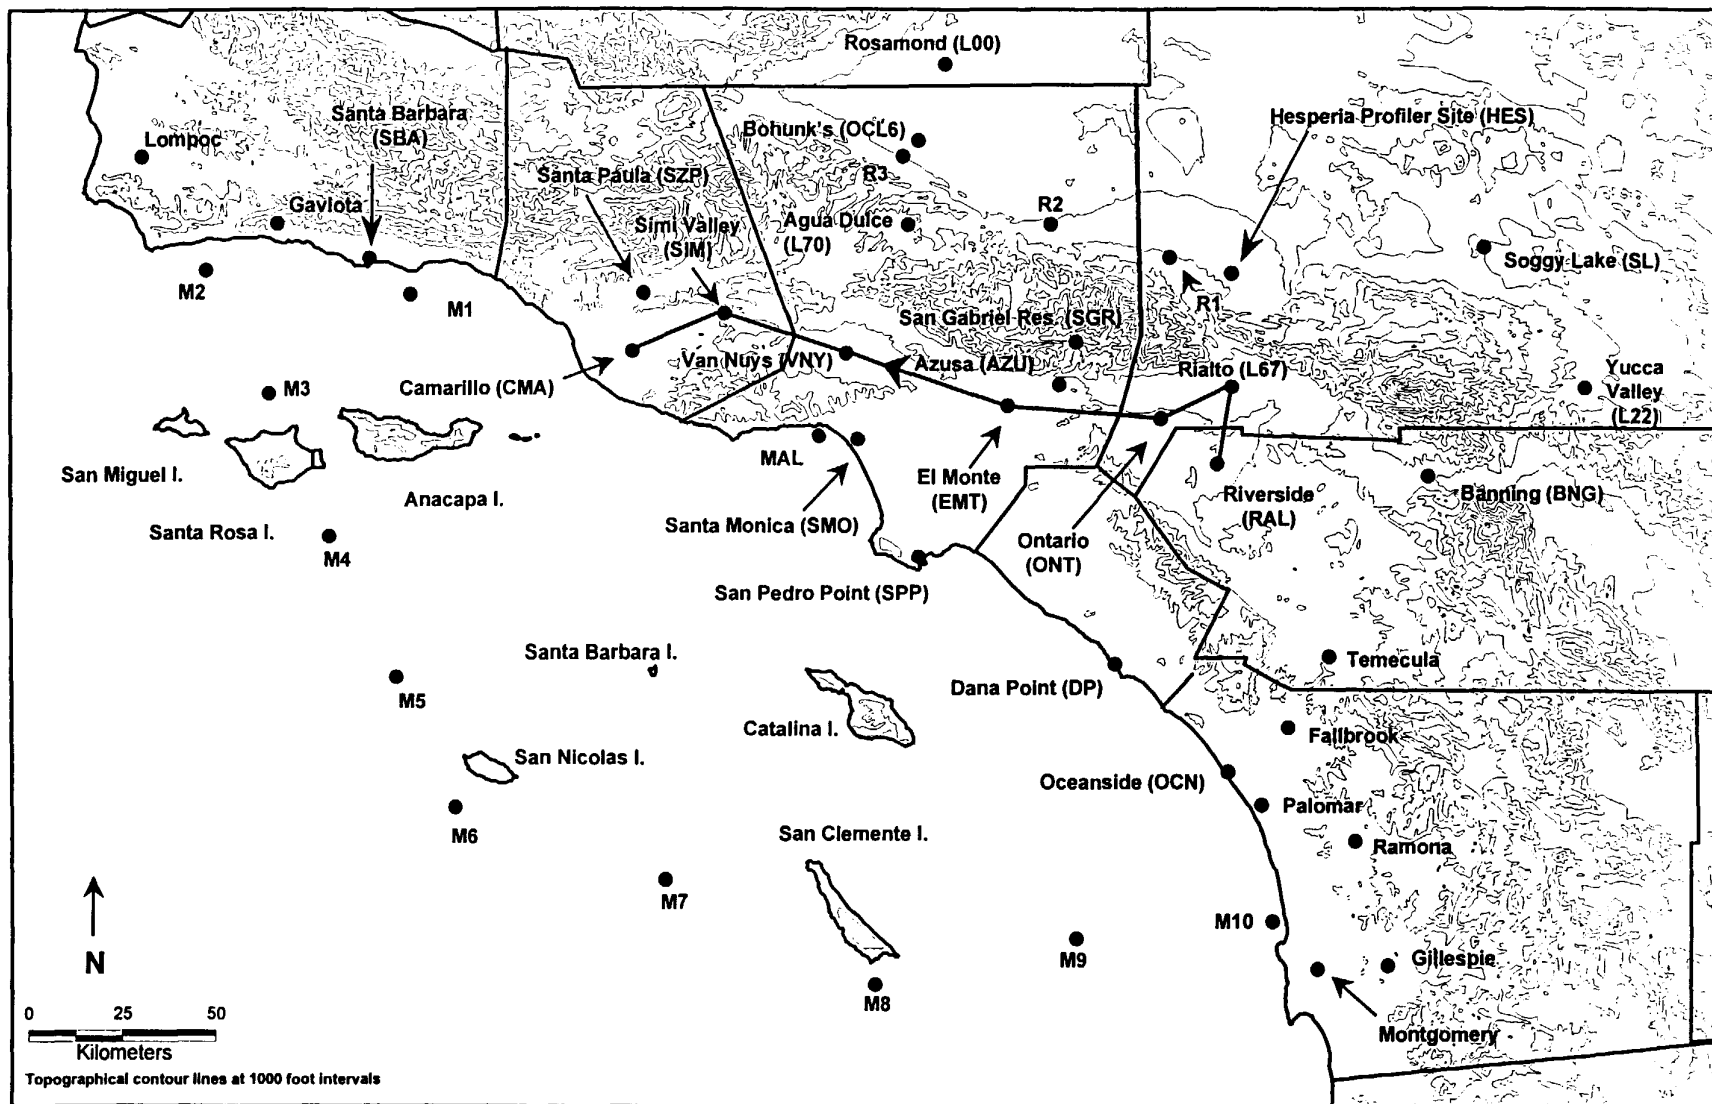 Rosamond (L00)
Santa Barbara
(SBA)
Lompoc
Bohunk's (OCL6)
Hesperia Profiler Site (HES)
R3
Santa Paula (SZP)
Gaviota
Simi Valley
(SIM)
Agua Dulce
(L70)
R2
Soggy Lake (SL)
M2
M1
R1
San Gabriel Res. (SGR)
Van Nuys (VNY)
Azusa (AZU)
Rialto (L67)
Yucca
Valley
(L22)
Camarillo (CMA)
M3
MAL
San Miguel I.
Anacapa I.
El Monte
(EMT)
Riverside
(RAL)
Banning (BNG)
Santa Rosa I.
Santa Monica (SMO)
Ontario
(ONT)
M4
San Pedro Point (SPP)
Santa Barbara I.
Temecula
M5
Dana Point (DP)
Catalina I.
Fallbrook
San Nicolas I.
Oceanside (OCN)
Palomar
M6
San Clemente I.
Ramona
M7
M10
M9
Gillespie
N
M8
Montgomery
0 25 50
Kilometers
Topographical contour lines at 1000 foot intervals